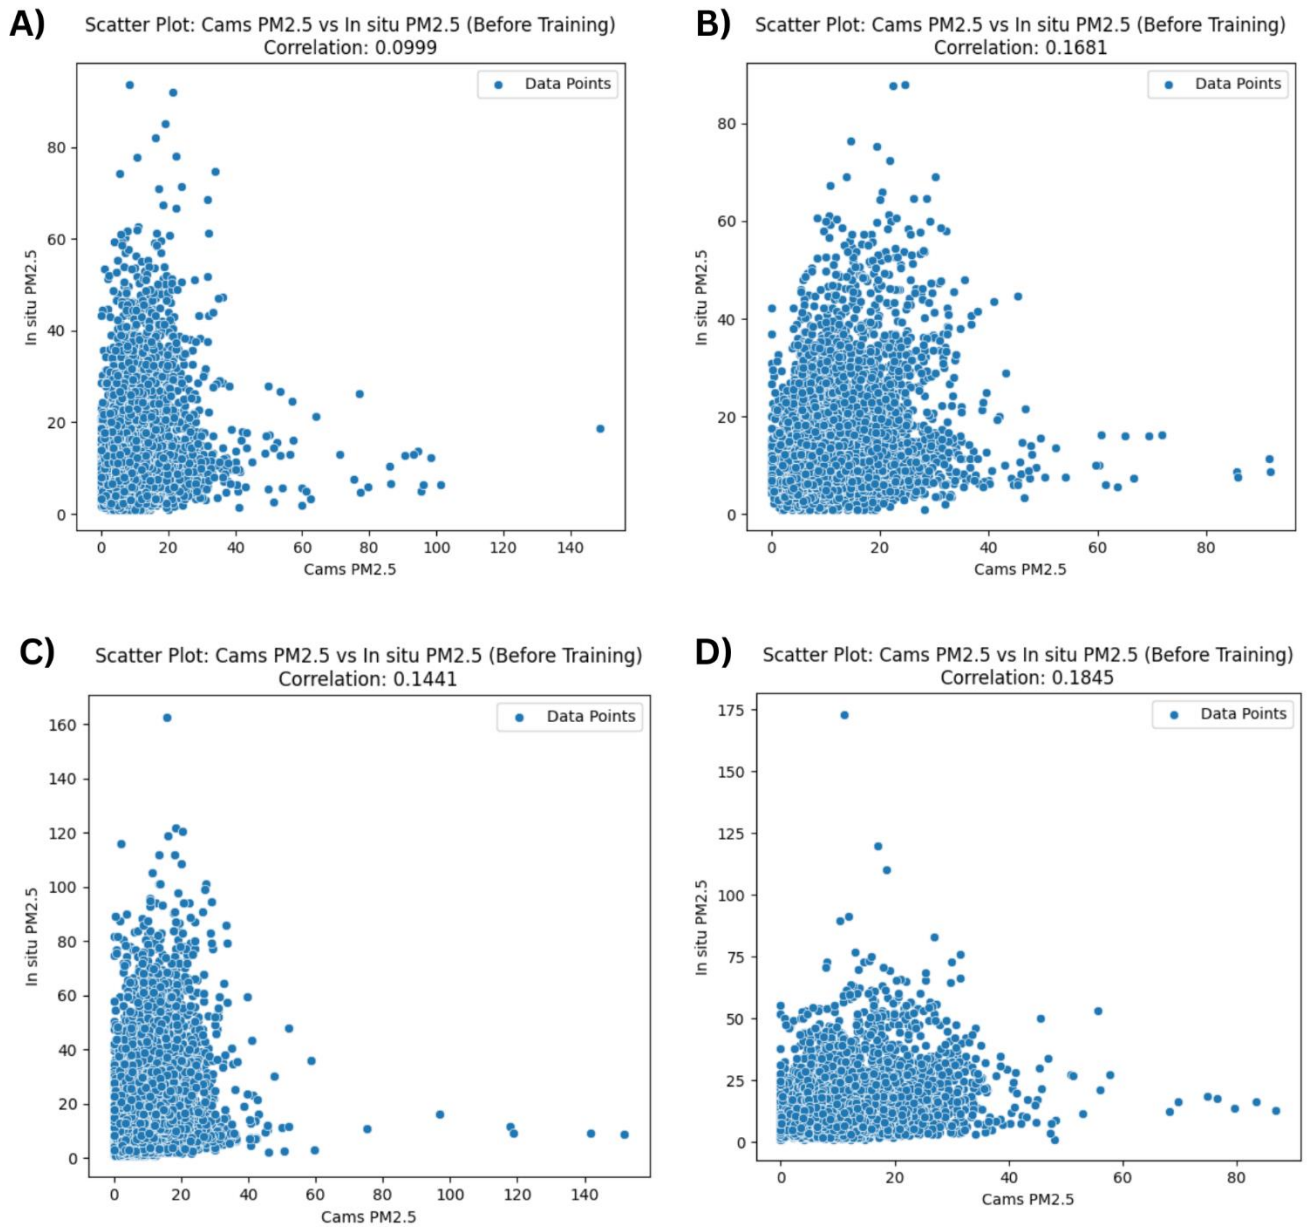 A)
Scatter Plot: Cams PM2.5 vs In situ PM2.5 (Before Training)
Correlation: 0.0999
Data Points
In situ PM2.5
80
60
40
20
0
0 20 40 60 80 100 120 140
Cams PM2.5
B)
Scatter Plot: Cams PM2.5 vs In situ PM2.5 (Before Training)
Correlation: 0.1681
Data Points
In situ PM2.5
80
60
40
20
0
0 20 40 60 80
Cams PM2.5
C)
Scatter Plot: Cams PM2.5 vs In situ PM2.5 (Before Training)
Correlation: 0.1441
Data Points
In situ PM2.5
160
140
120
100
80
60
40
20
0
0 20 40 60 80 100 120 140
Cams PM2.5
D)
Scatter Plot: Cams PM2.5 vs In situ PM2.5 (Before Training)
Correlation: 0.1845
Data Points
In situ PM2.5
175
150
125
100
75
50
25
0
0 20 40 60 80
Cams PM2.5